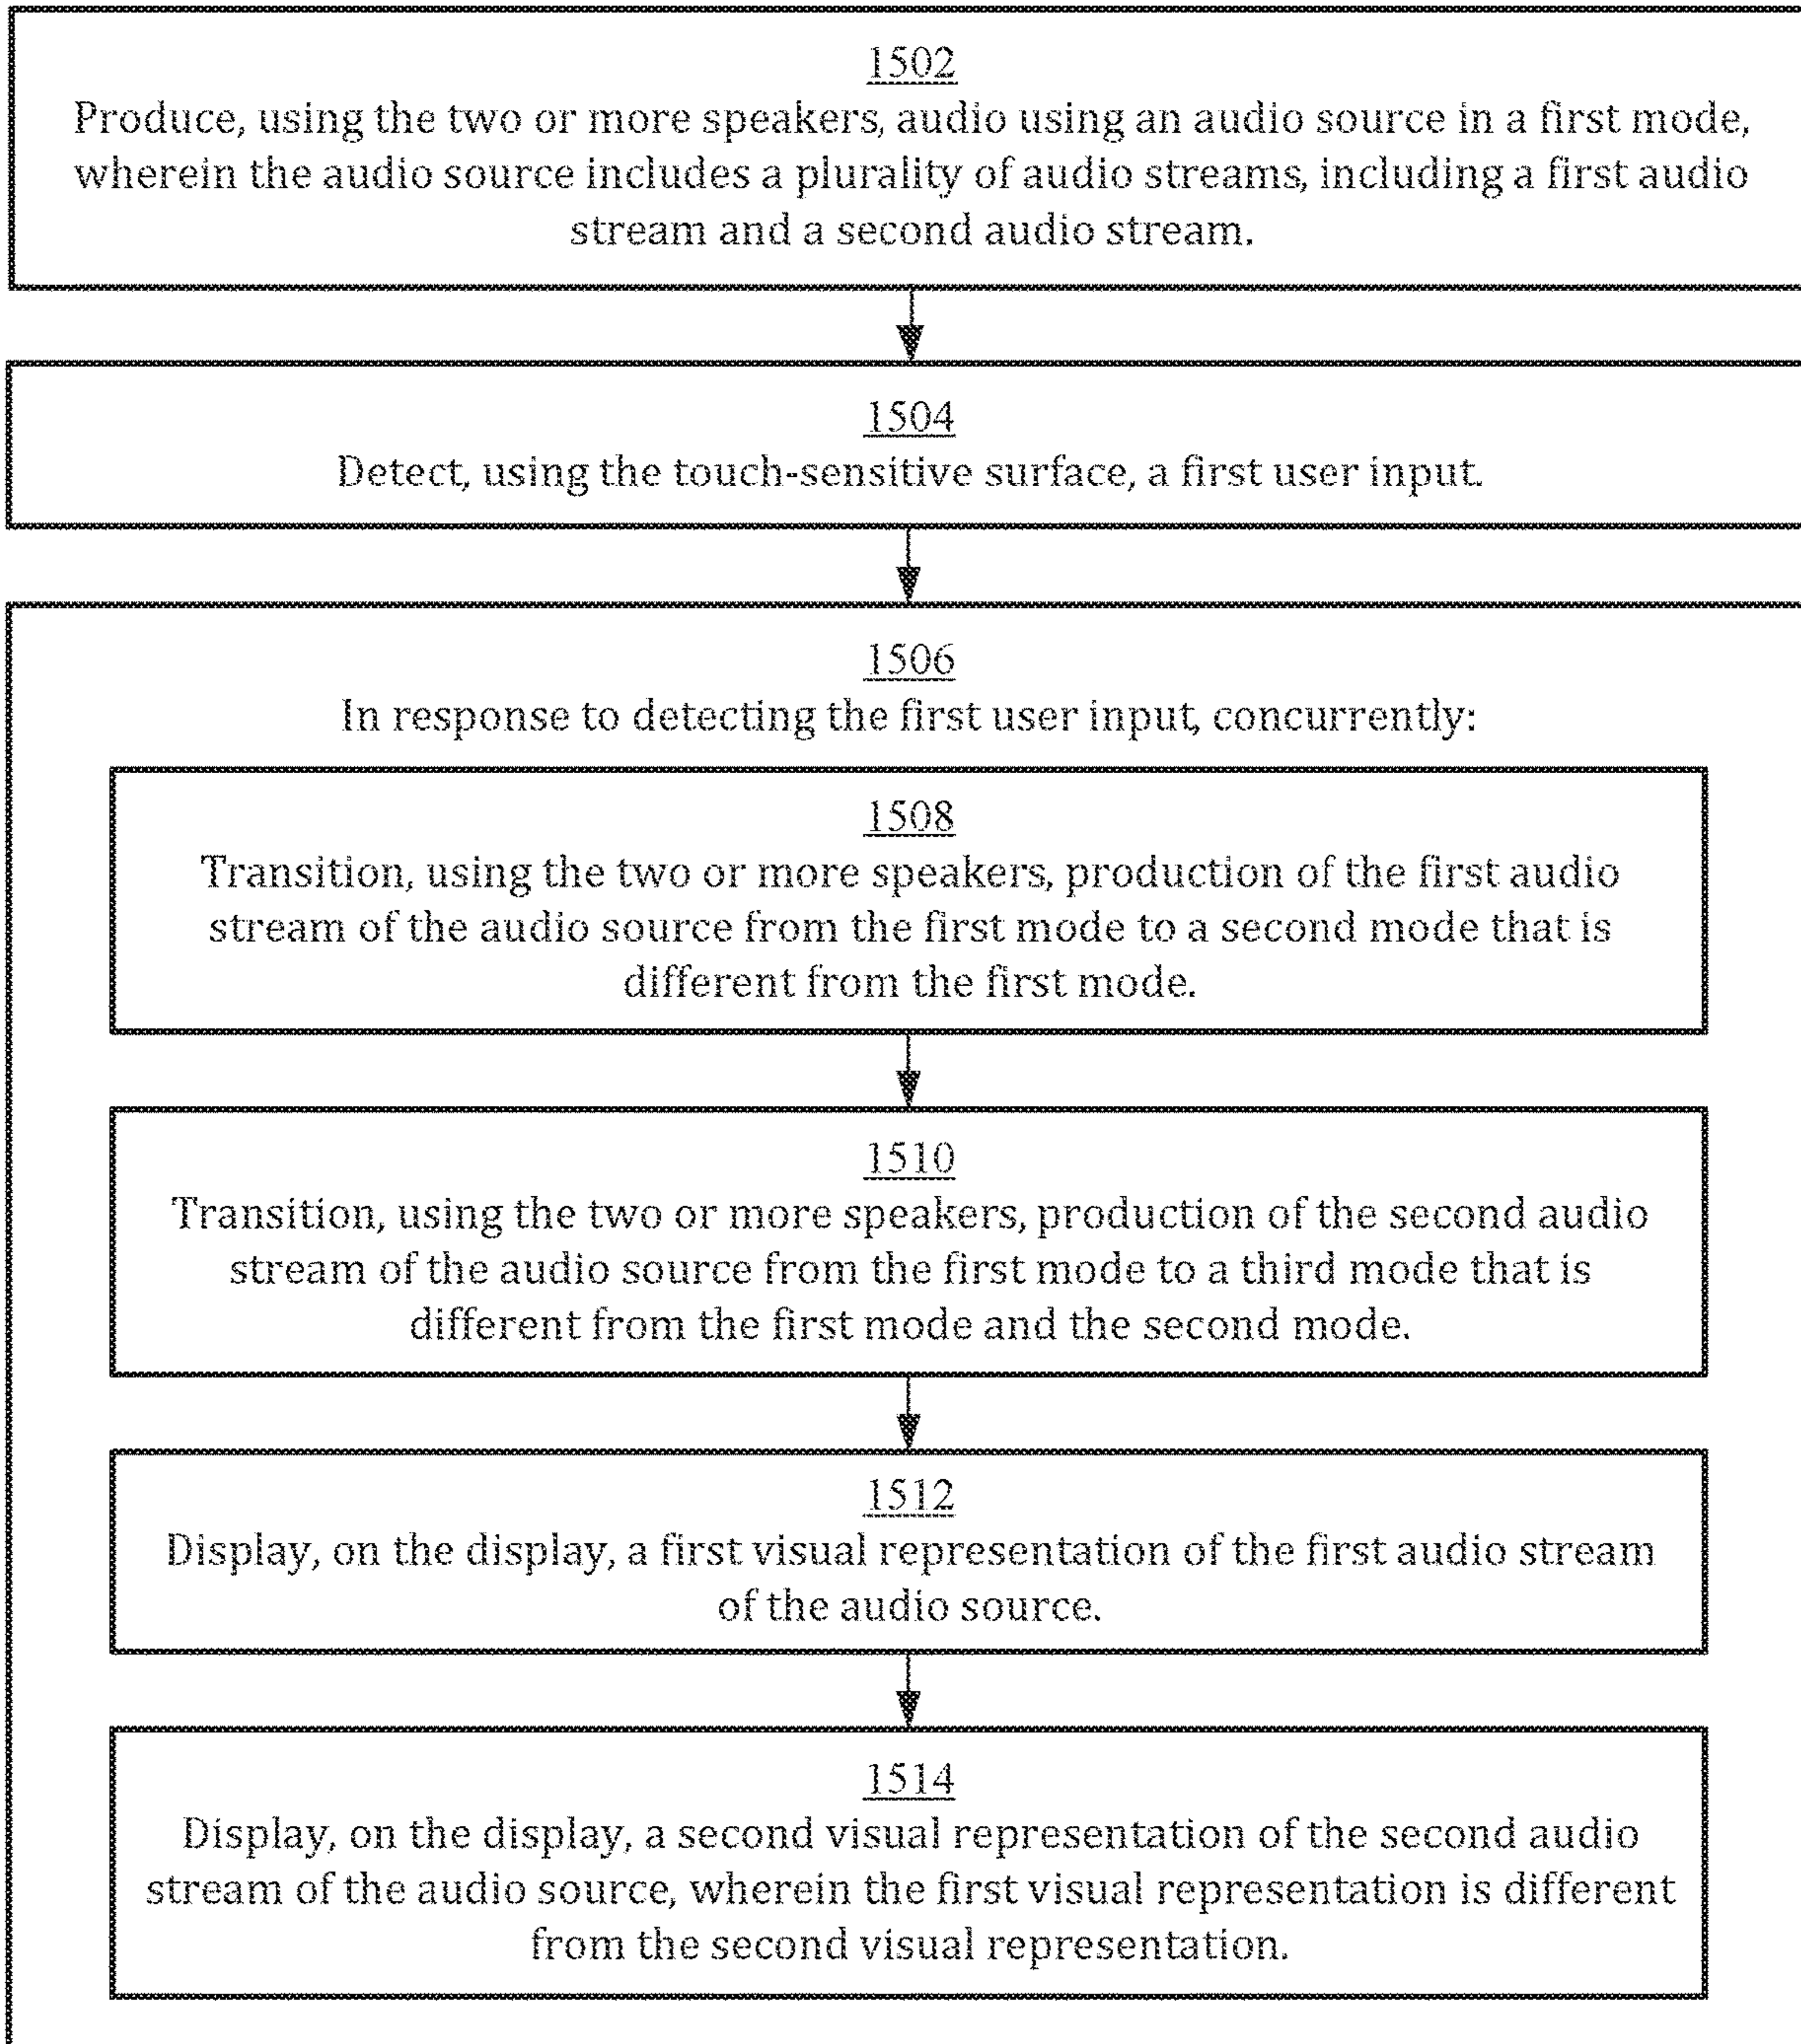 1502
Produce, using the two or more speakers, audio using an audio source in a first mode,
wherein the audio source includes a plurality of audio streams, including a first audio
stream and a second audio stream.
1504
Detect, using the touch-sensitive surface, a first user input.
1506
In response to detecting the first user input, concurrently:
1508
Transition, using the two or more speakers, production of the first audio
stream of the audio source from the first mode to a second mode that is
different from the first mode.
1510
Transition, using the two or more speakers, production of the second audio
stream of the audio source from the first mode to a third mode that is
different from the first mode and the second mode.
1512
Display, on the display, a first visual representation of the first audio stream
of the audio source.
1514
Display, on the display, a second visual representation of the second audio
stream of the audio source, wherein the first visual representation is different
from the second visual representation.